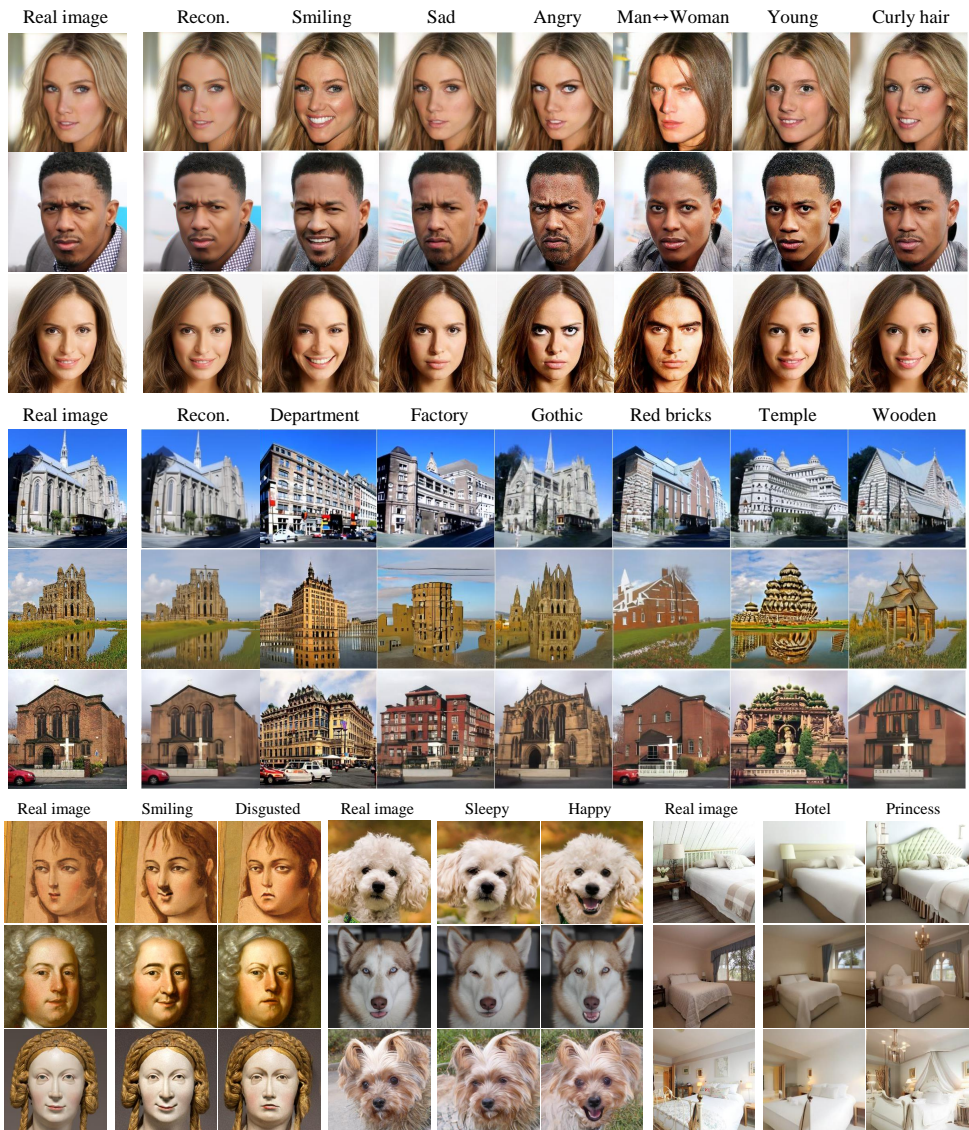 Real image Recon. Smiling Sad Angry Man↔Woman Young Curly hair
Real image Recon. Department Factory Gothic Red bricks Temple Wooden
Real image Smiling Disgusted Real image Sleepy Happy Real image Hotel Princess